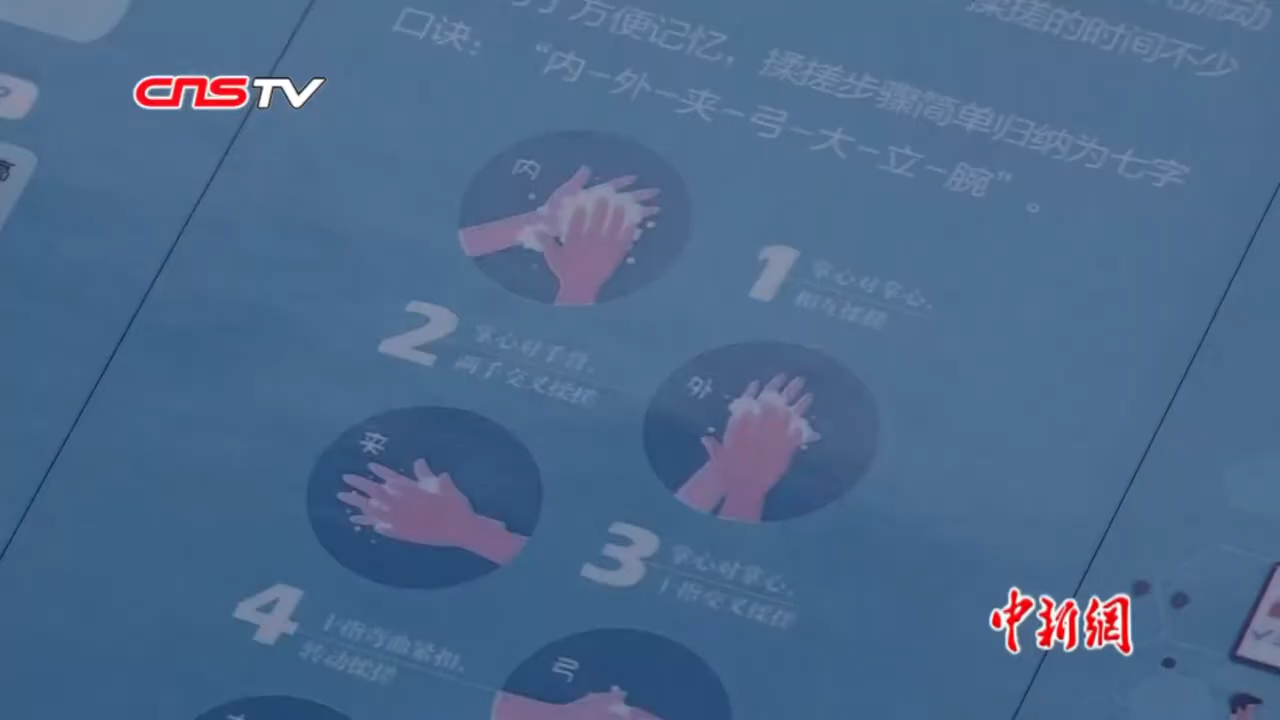 CNSTV
流动
揉搓的时间不少
了方便记忆，揉搓步骤简单归纳为七字
口诀：“内-外-夹-弓-大-立-腕”。
内
1
掌心对掌心，
相互揉搓
2
掌心对手背，
两手交叉揉搓
外
夹
3
掌心对掌心，
十指交叉揉搓
4
十指弯曲紧扣，
转动揉搓
弓
中新網